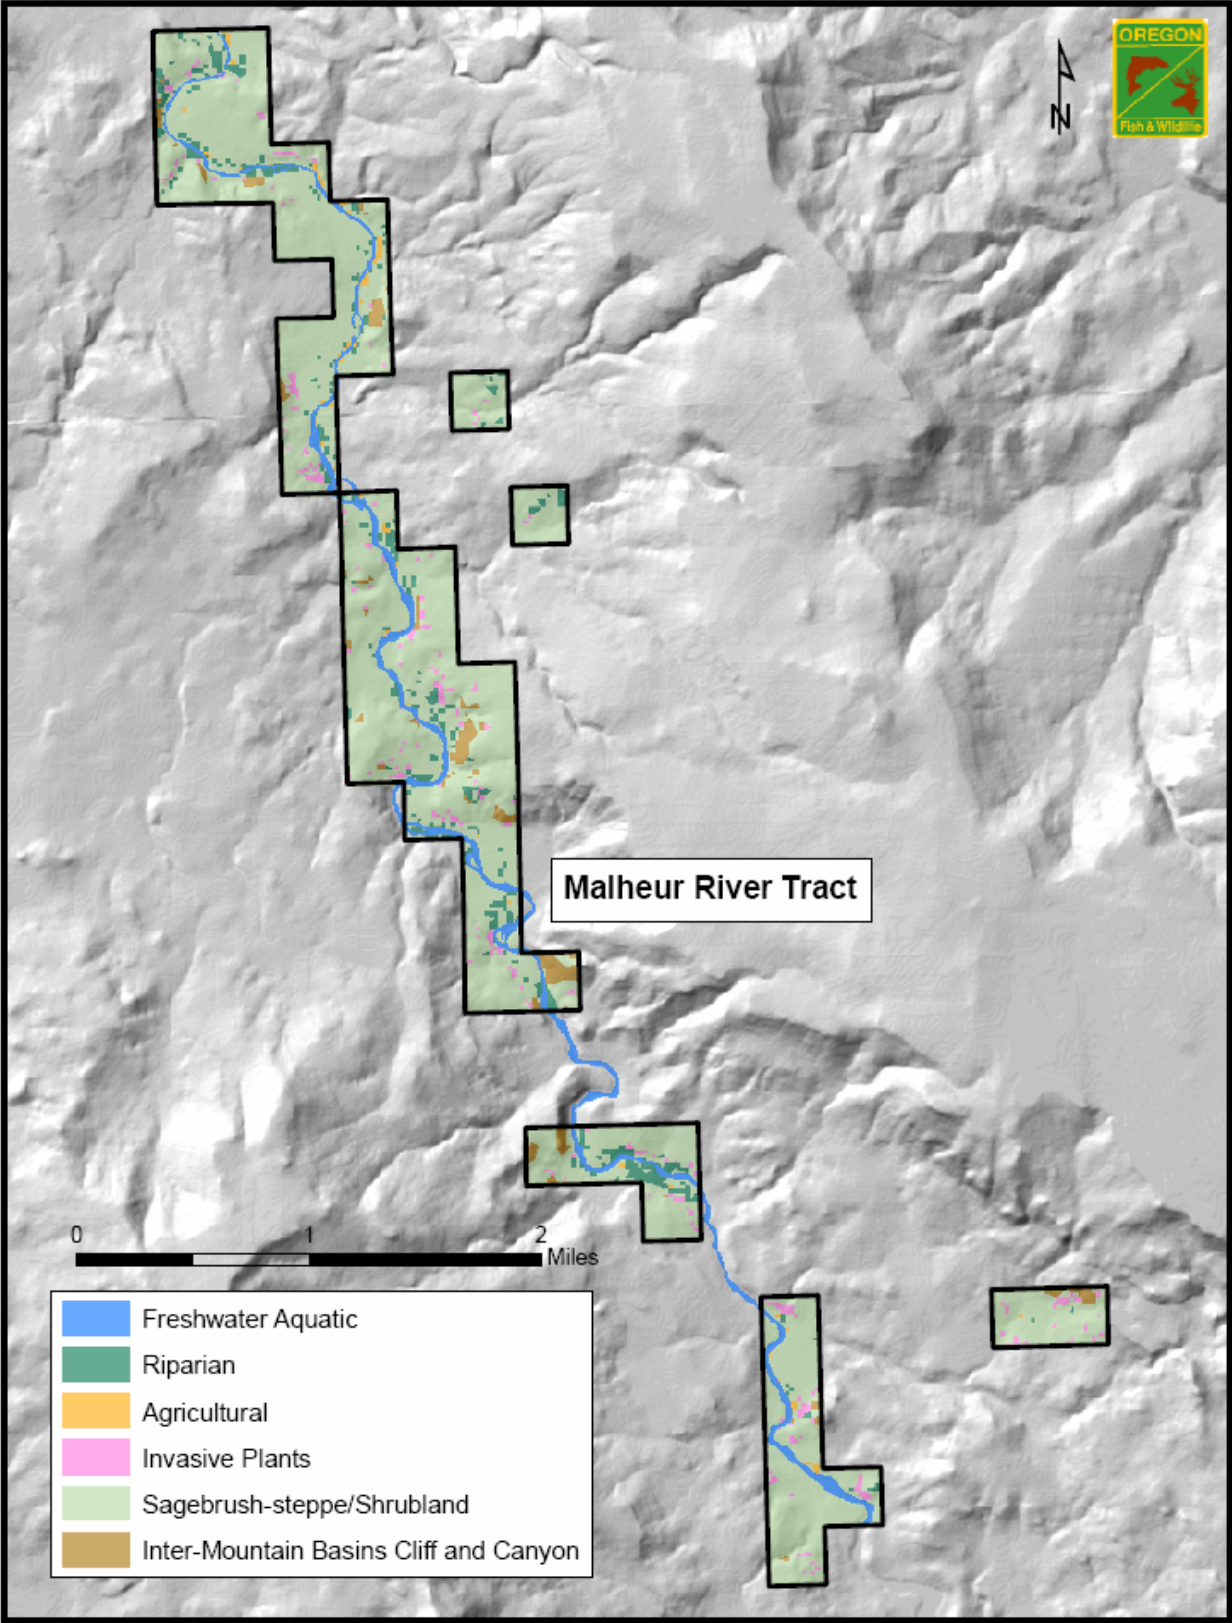 OREGON
Fish & Wildlife
N
Malheur River Tract
0 1 2
Miles
Freshwater Aquatic
Riparian
Agricultural
Invasive Plants
Sagebrush-steppe/Shrubland
Inter-Mountain Basins Cliff and Canyon